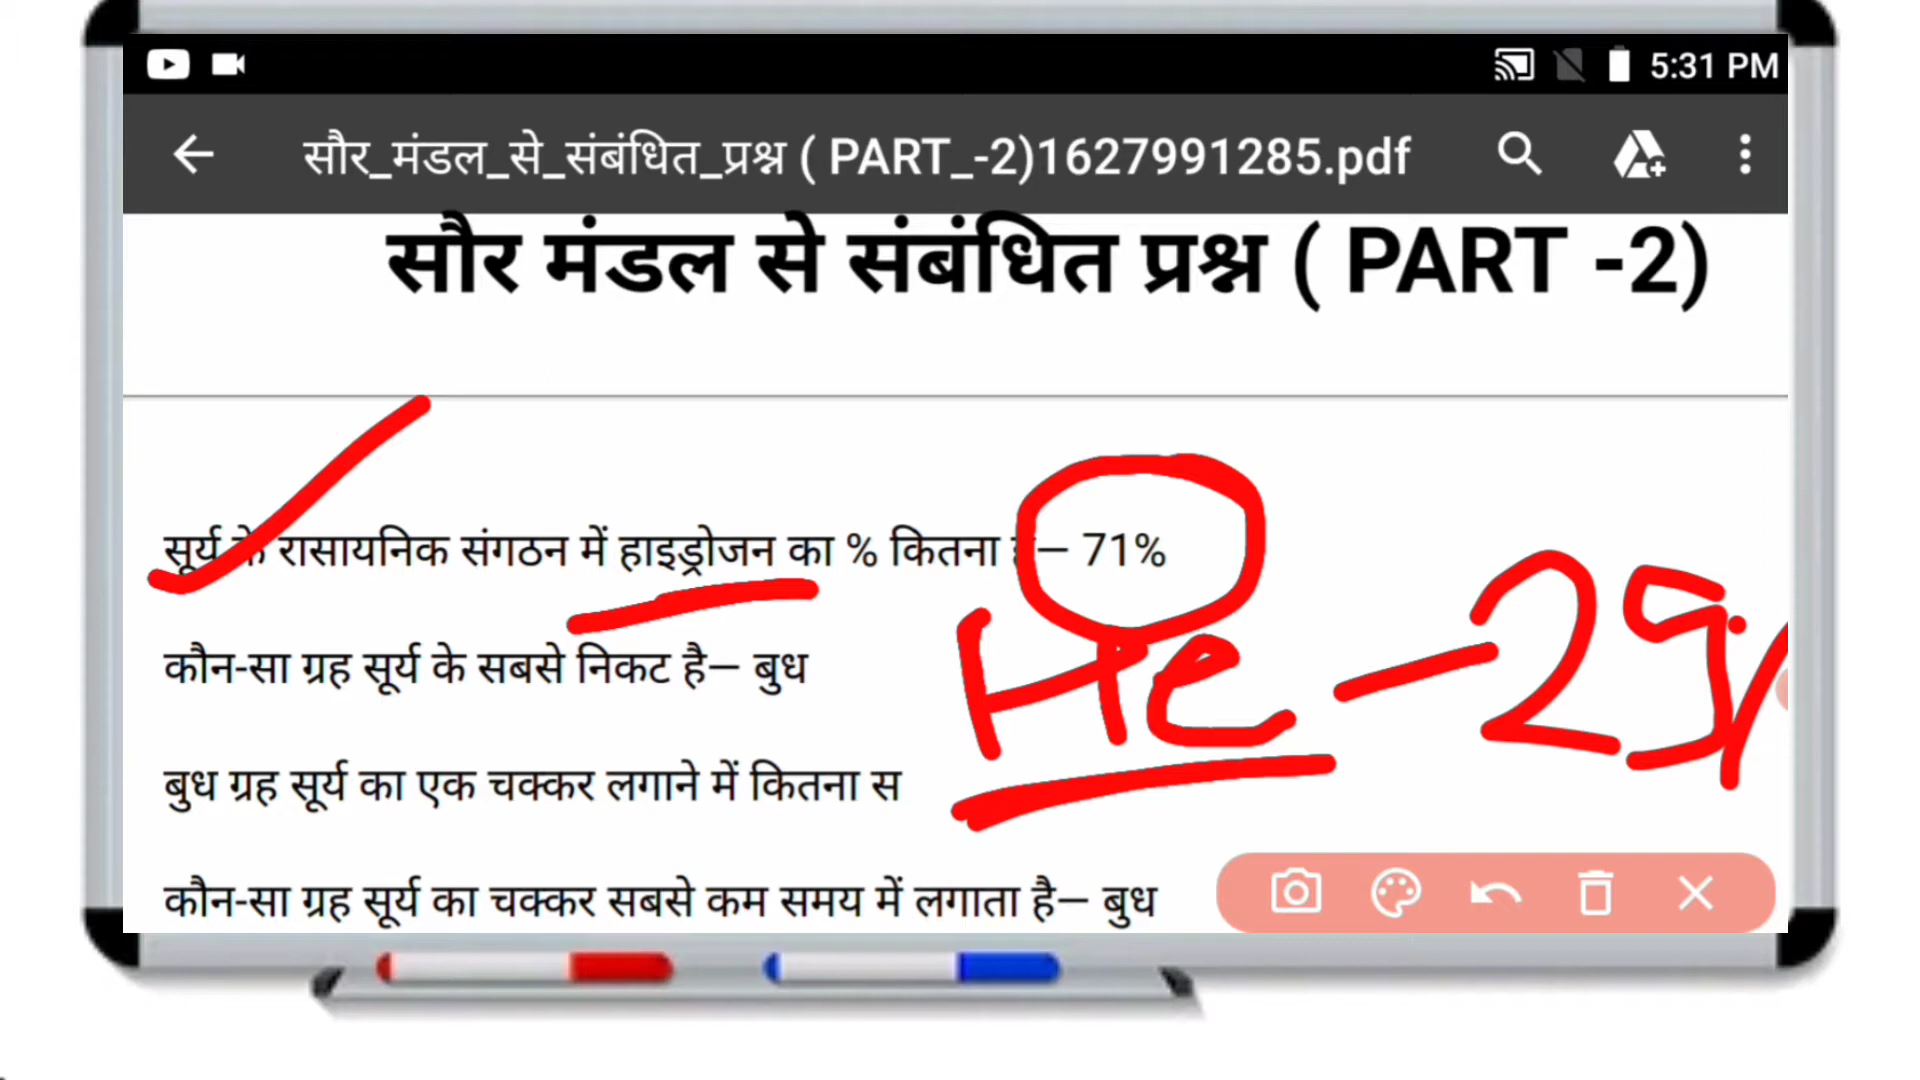 5:31 PM
सौर_मंडल_से_संबंधित_प्रश्न ( PART_-2)1627991285.pdf
सौर मंडल से संबंधित प्रश्न ( PART -2)
सूर्य के रासायनिक संगठन में हाइड्रोजन का % कितना – 71%
He – 29
कौन-सा ग्रह सूर्य के सबसे निकट है– बुध
बुध ग्रह सूर्य का एक चक्कर लगाने में कितना स
कौन-सा ग्रह सूर्य का चक्कर सबसे कम समय में लगाता है– बुध